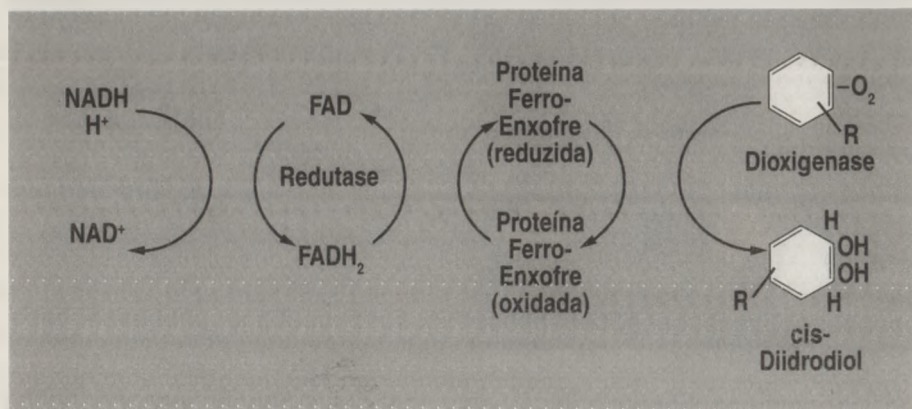 NADH
H⁺
NAD⁺
FAD
Redutase
FADH₂
Proteína
Ferro-
Enxofre
(reduzida)
Proteína
Ferro-
Enxofre
(oxidada)
O₂
R
Dioxigenase
H
OH
OH
H
R
cis-
Diidrodiol